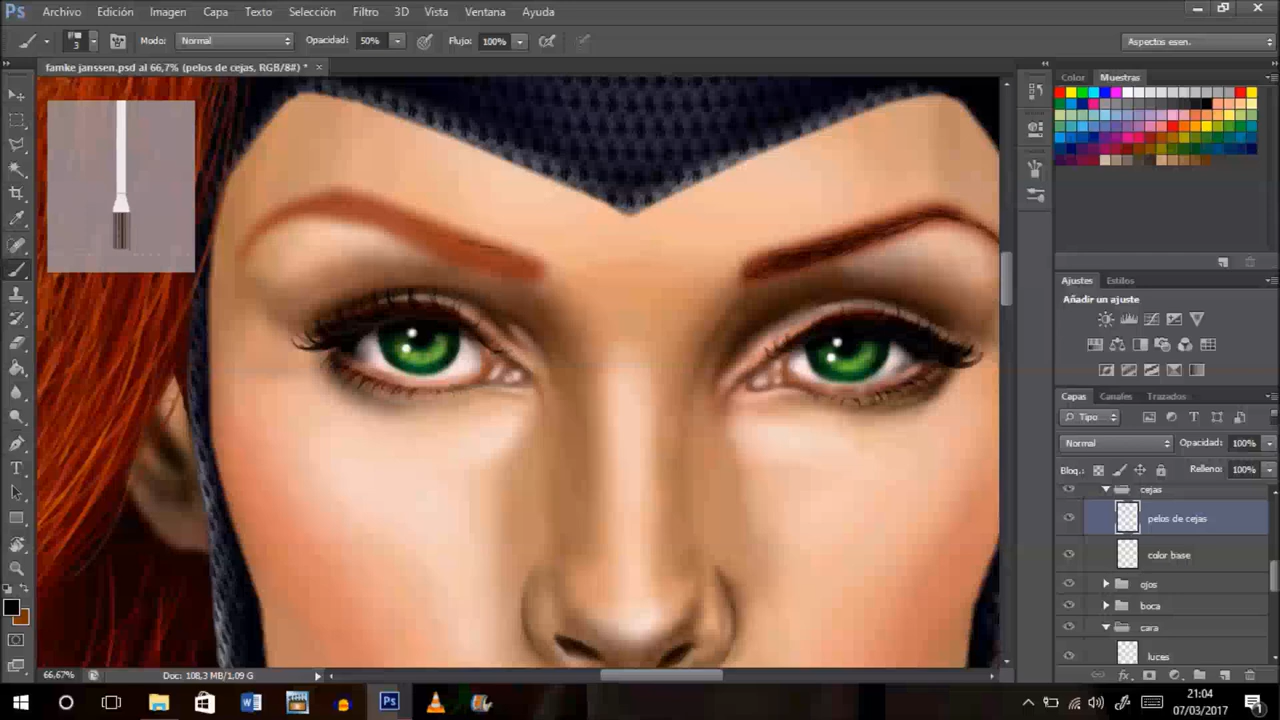 Ps Archivo Edición Imagen Capa Texto Selección Filtro 3D Vista Ventana Ayuda
3 Modo: Normal Opacidad: 50% Flujo: 100% Aspectos esen.
famke janssen.psd al 66,7% (pelos de cejas, RGB/8#) * ×
Color Muestras
Ajustes Estilos
Añadir un ajuste
Capas Canales Trazados
Tipo
Normal Opacidad: 100%
Bloq.: Relleno: 100%
cejas
pelos de cejas
color base
ojos
boca
cara
luces
66,67% Doc: 108,3 MB/1,09 G
fx
21:04
07/03/2017